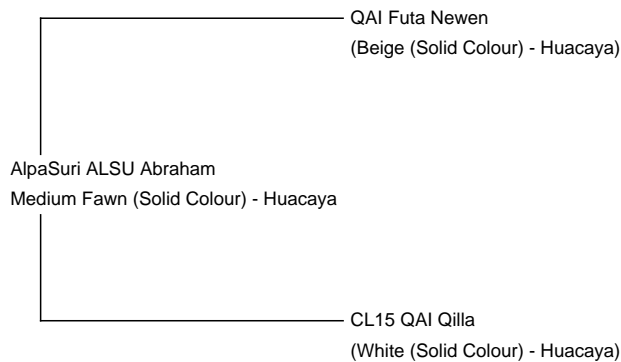 QAI Futa Newen
(Beige (Solid Colour) - Huacaya)
AlpaSuri ALSU Abraham
Medium Fawn (Solid Colour) - Huacaya
CL15 QAI Qilla
(White (Solid Colour) - Huacaya)